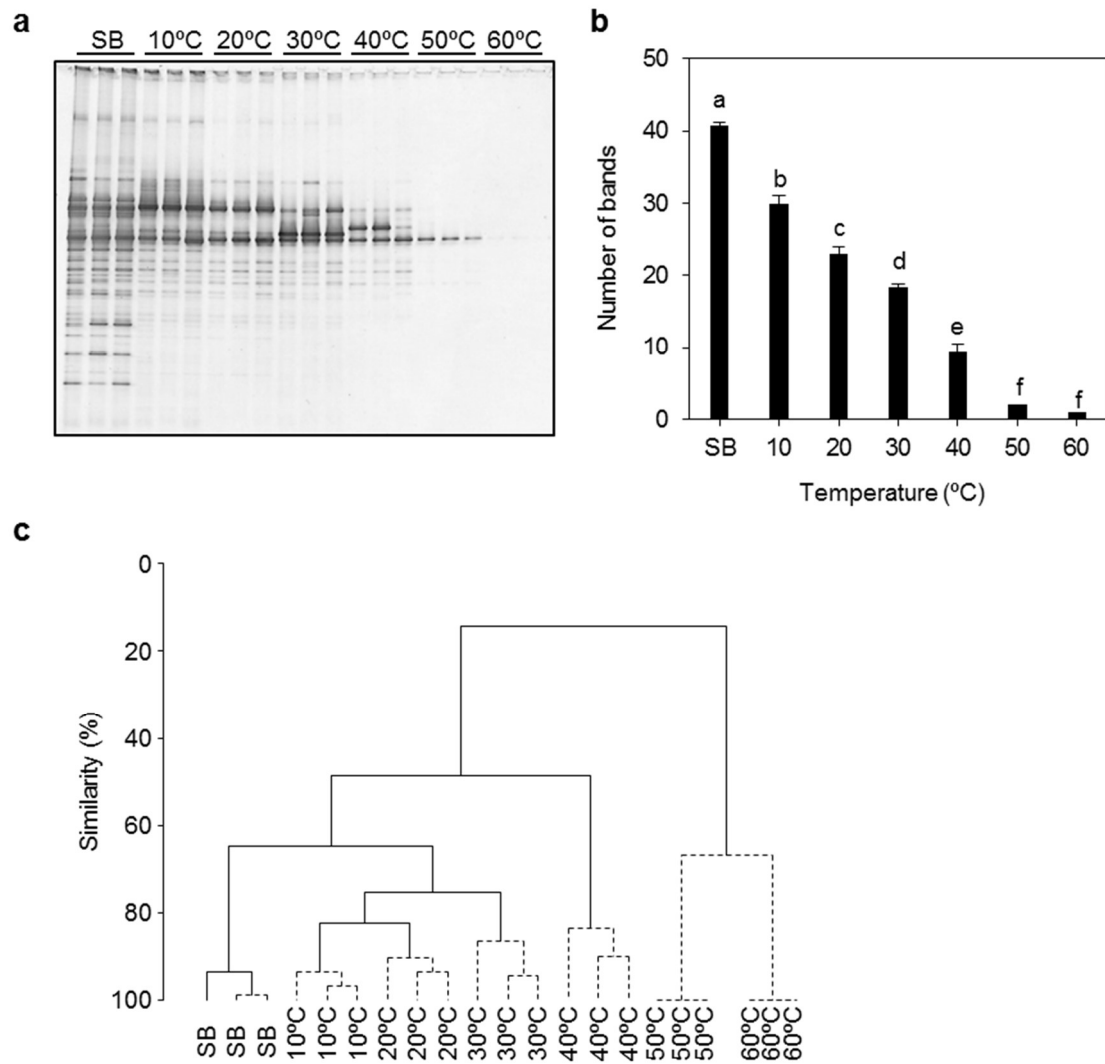 a
SB 10ºC 20ºC 30ºC 40ºC 50ºC 60ºC
b
50
40
30
20
10
0
Number of bands
a
b
c
d
e
f
f
SB 10 20 30 40 50 60
Temperature (ºC)
c
0
20
40
60
80
100
Similarity (%)
SB SB SB 10ºC 10ºC 10ºC 20ºC 20ºC 20ºC 30ºC 30ºC 30ºC 40ºC 40ºC 40ºC 50ºC 50ºC 50ºC 60ºC 60ºC 60ºC